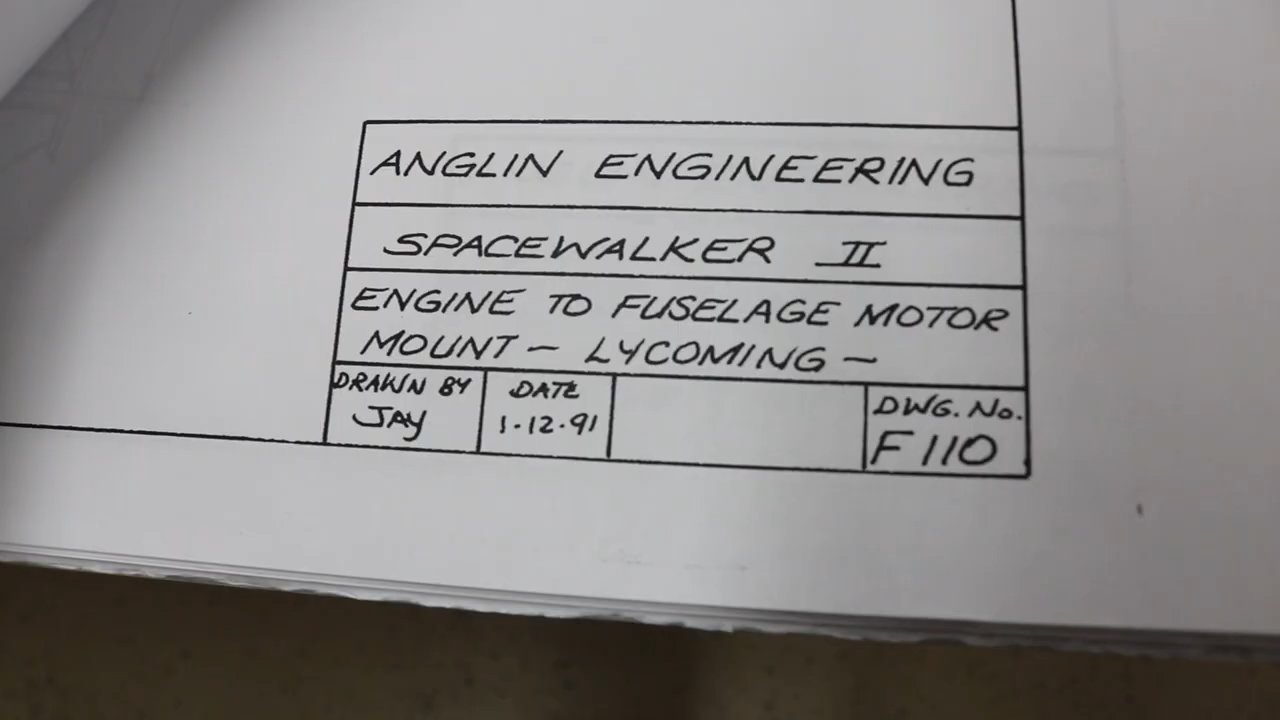 ANGLIN ENGINEERING
SPACEWALKER II
ENGINE TO FUSELAGE MOTOR
MOUNT - LYCOMING -
DRAWN BY
JAY
DATE
1.12.91
DWG. No.
F110